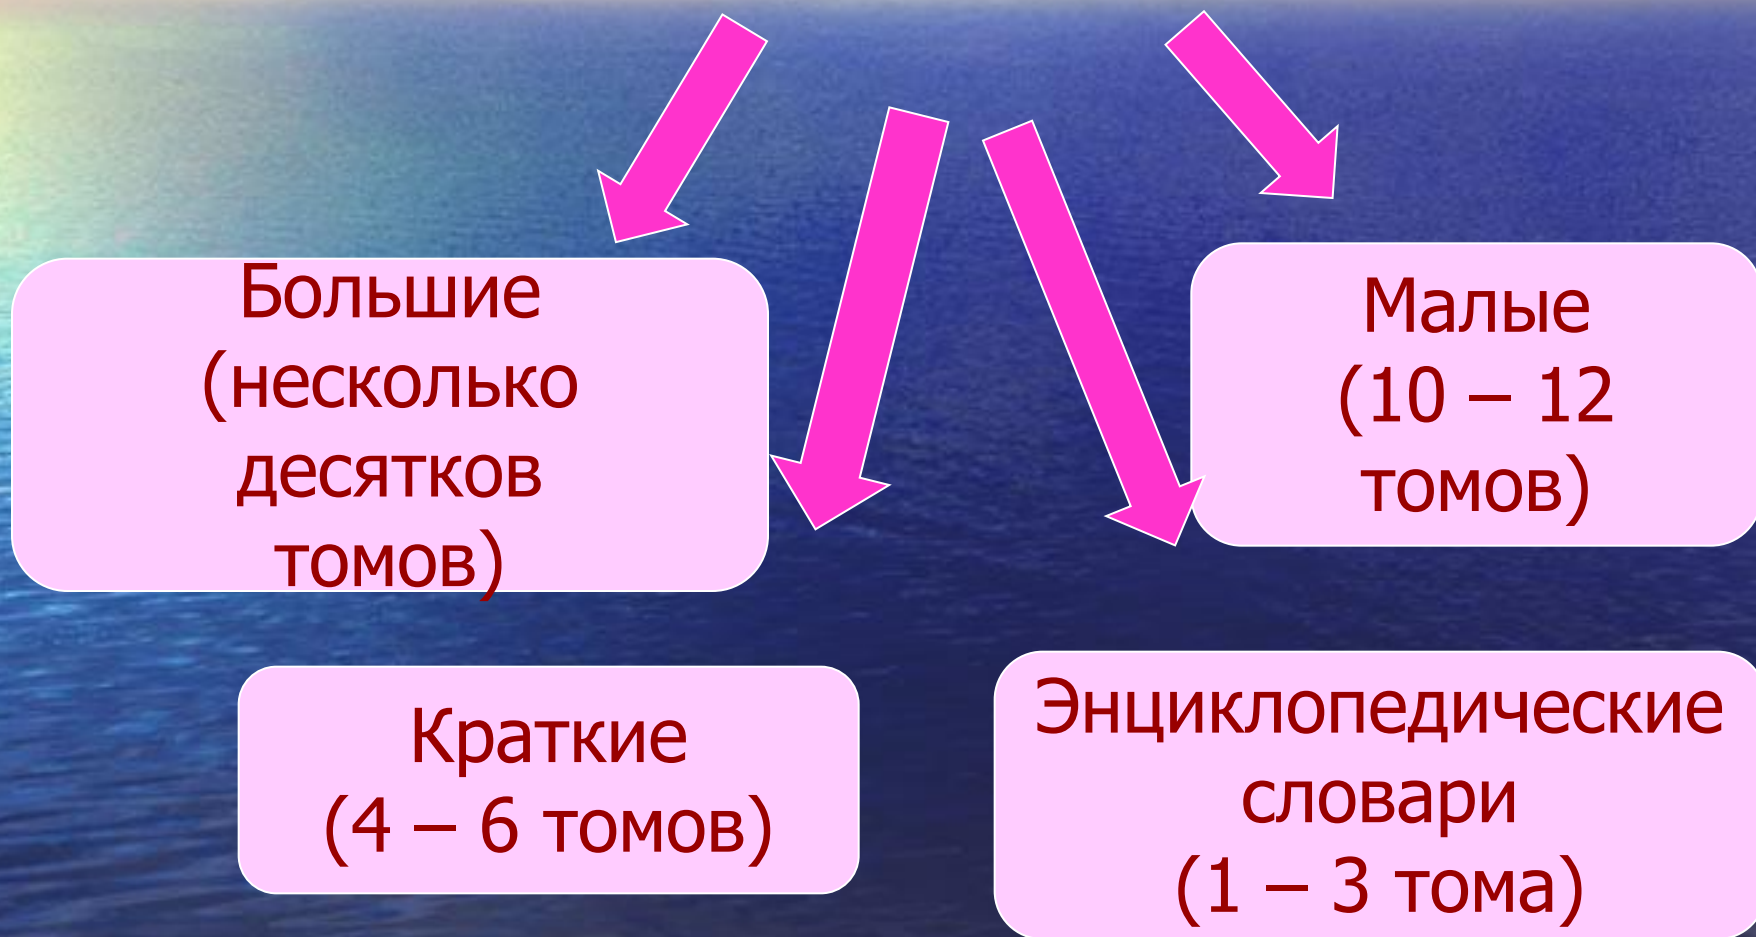 Большие
(несколько
десятков
томов)
Малые
(10 – 12
томов)
Краткие
(4 – 6 томов)
Энциклопедические
словари
(1 – 3 тома)